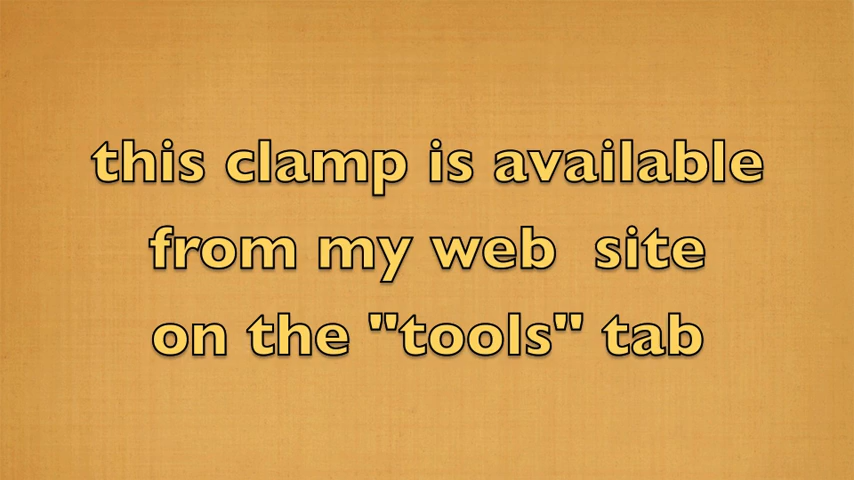 this clamp is available
from my web  site
on the "tools" tab